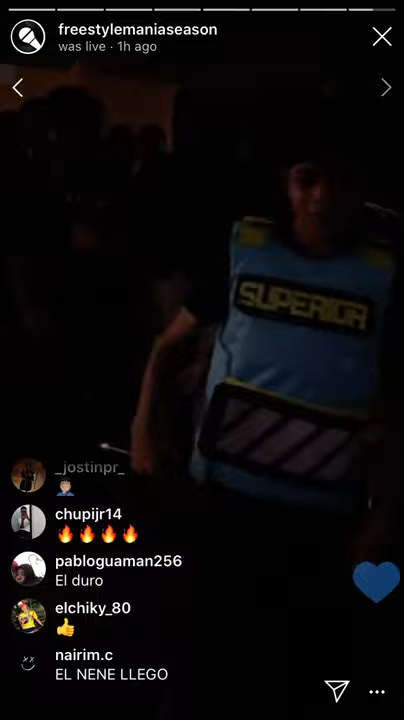 freestylemaniaseason
was live · 1h ago
SUPERIOR
_jostinpr_
🤦🏻‍♂️
chupijr14
🔥🔥🔥🔥
pabloguaman256
El duro
elchiky_80
👍
nairim.c
EL NENE LLEGO